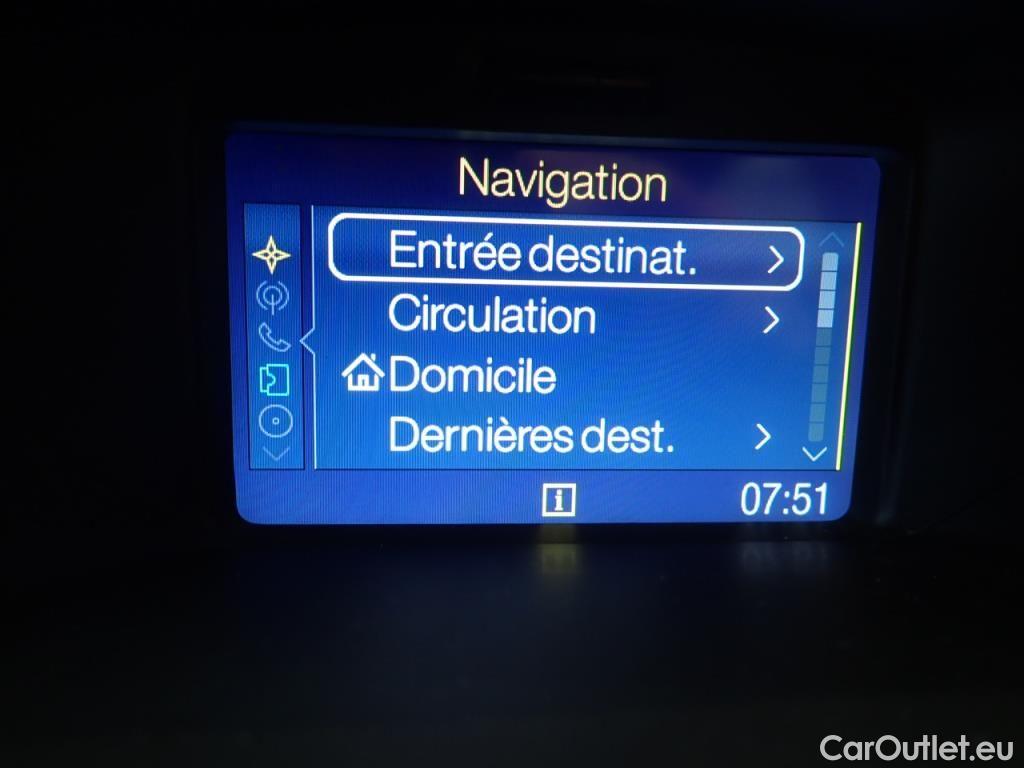 Navigation
Entrée destinat.
Circulation
Domicile
Dernières dest.
i
07:51
CarOutlet.eu